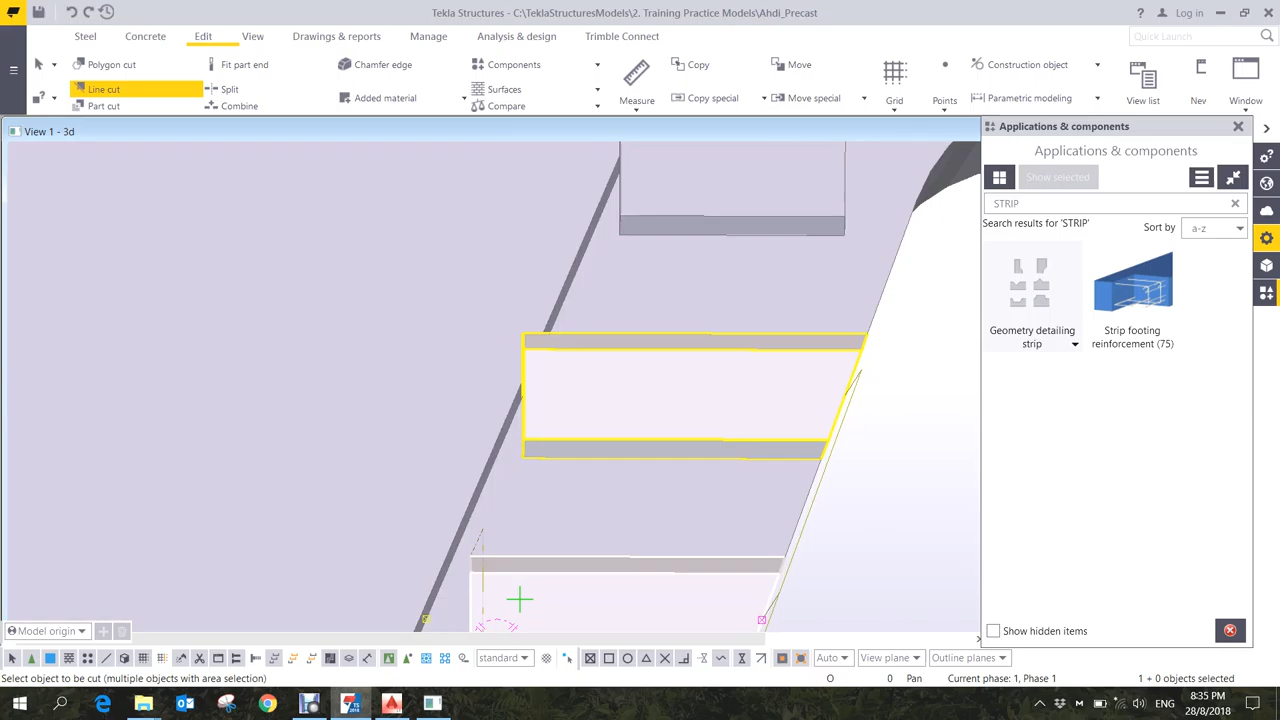 Tekla Structures - C:\TeklaStructuresModels\2. Training Practice Models\Ahdi_Precast
? Log in
Steel Concrete Edit View Drawings & reports Manage Analysis & design Trimble Connect
Quick Launch
Polygon cut Fit part end Chamfer edge Components Copy Move Construction object
Line cut Split Surfaces
Part cut Combine Added material Compare Copy special Move special Parametric modeling
Measure Grid Points View list Nev Window
View 1 - 3d
Applications & components
Applications & components
Show selected
STRIP
Search results for 'STRIP'
Sort by a-z
Geometry detailing strip
Strip footing reinforcement (75)
Model origin
Show hidden items
standard Auto View plane Outline planes
Select object to be cut (multiple objects with area selection)
O 0 Pan Current phase: 1, Phase 1 1 + 0 objects selected
TS
2018
ENG
8:35 PM
28/8/2018